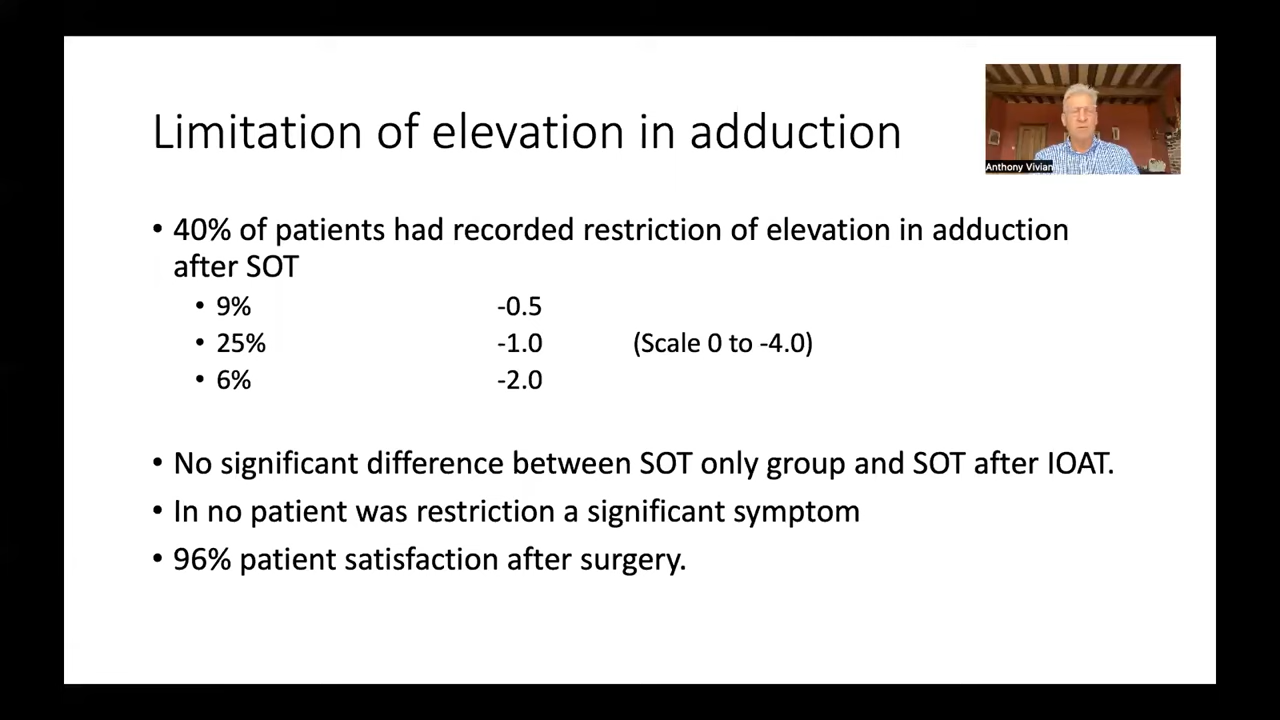 Limitation of elevation in adduction
Anthony Vivian
• 40% of patients had recorded restriction of elevation in adduction
after SOT
• 9% -0.5
• 25% -1.0 (Scale 0 to -4.0)
• 6% -2.0
• No significant difference between SOT only group and SOT after IOAT.
• In no patient was restriction a significant symptom
• 96% patient satisfaction after surgery.